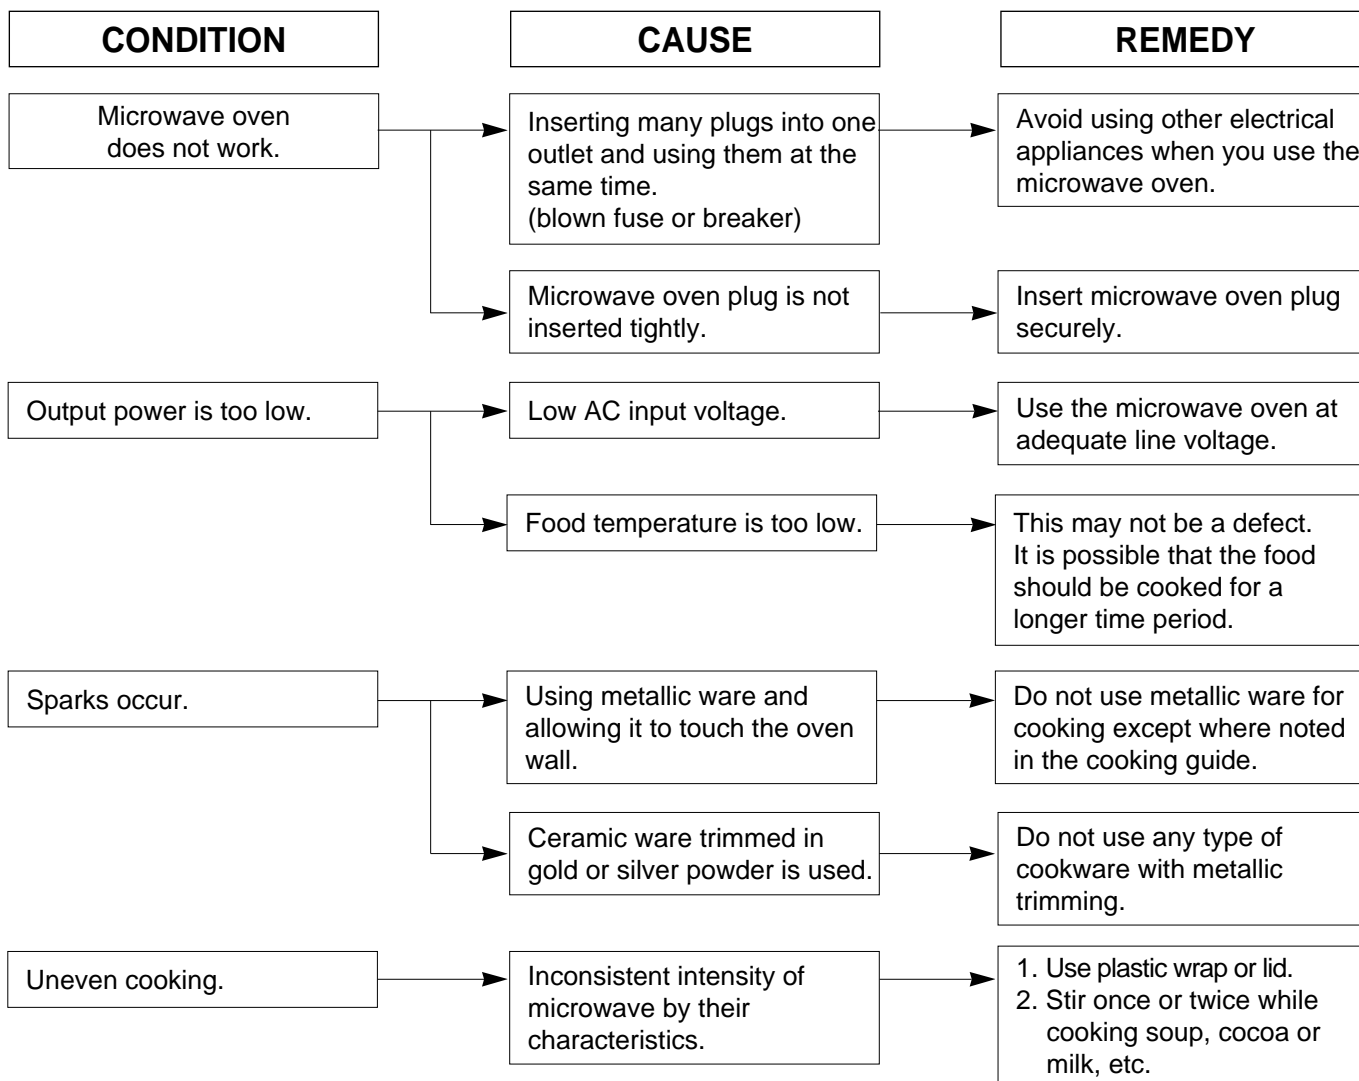 CONDITION
CAUSE
REMEDY
Microwave oven
does not work.
Inserting many plugs into one
outlet and using them at the
same time.
(blown fuse or breaker)
Avoid using other electrical
appliances when you use the
microwave oven.
Microwave oven plug is not
inserted tightly.
Insert microwave oven plug
securely.
Output power is too low.
Low AC input voltage.
Use the microwave oven at
adequate line voltage.
Food temperature is too low.
This may not be a defect.
It is possible that the food
should be cooked for a
longer time period.
Sparks occur.
Using metallic ware and
allowing it to touch the oven
wall.
Do not use metallic ware for
cooking except where noted
in the cooking guide.
Ceramic ware trimmed in
gold or silver powder is used.
Do not use any type of
cookware with metallic
trimming.
Uneven cooking.
Inconsistent intensity of
microwave by their
characteristics.
1. Use plastic wrap or lid.
2. Stir once or twice while
cooking soup, cocoa or
milk, etc.